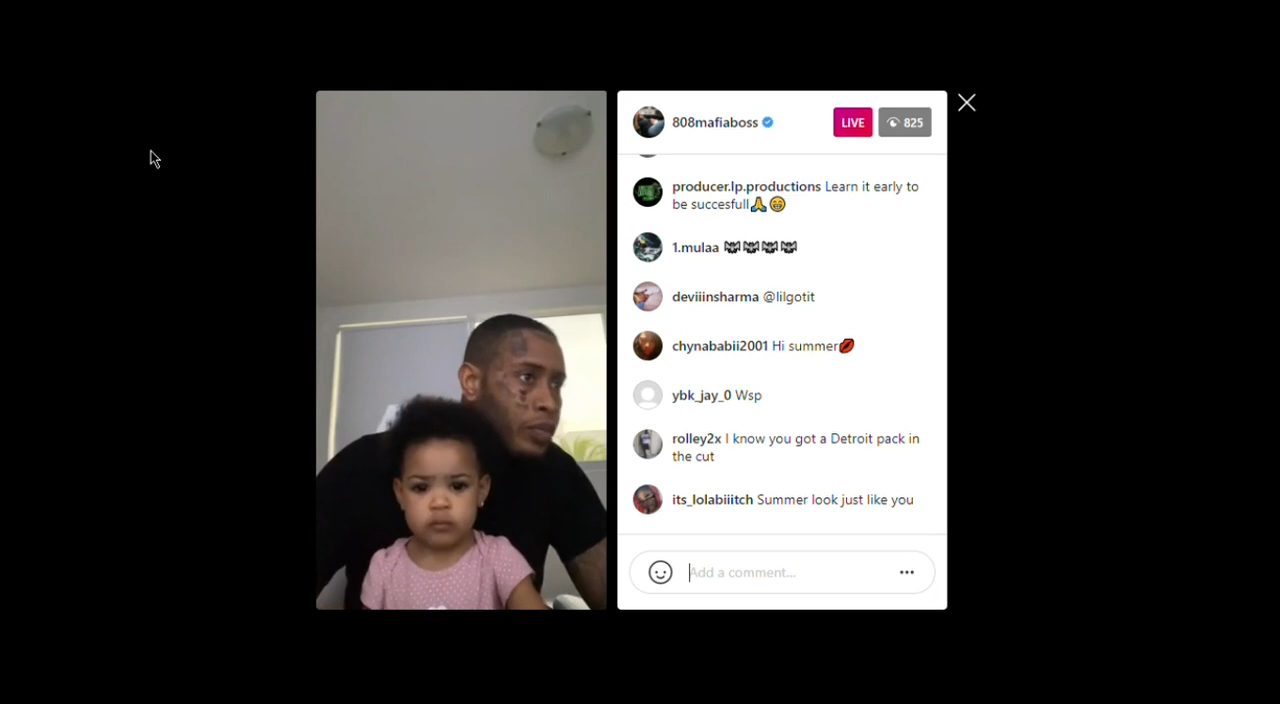 808mafiaboss
LIVE
825
producer.lp.productions Learn it early to
be succesfull🙏😁
1.mulaa
deviiinsharma @lilgotit
chynababii2001 Hi summer💋
ybk_jay_0 Wsp
rolley2x I know you got a Detroit pack in
the cut
its_lolabiiitch Summer look just like you
Add a comment...